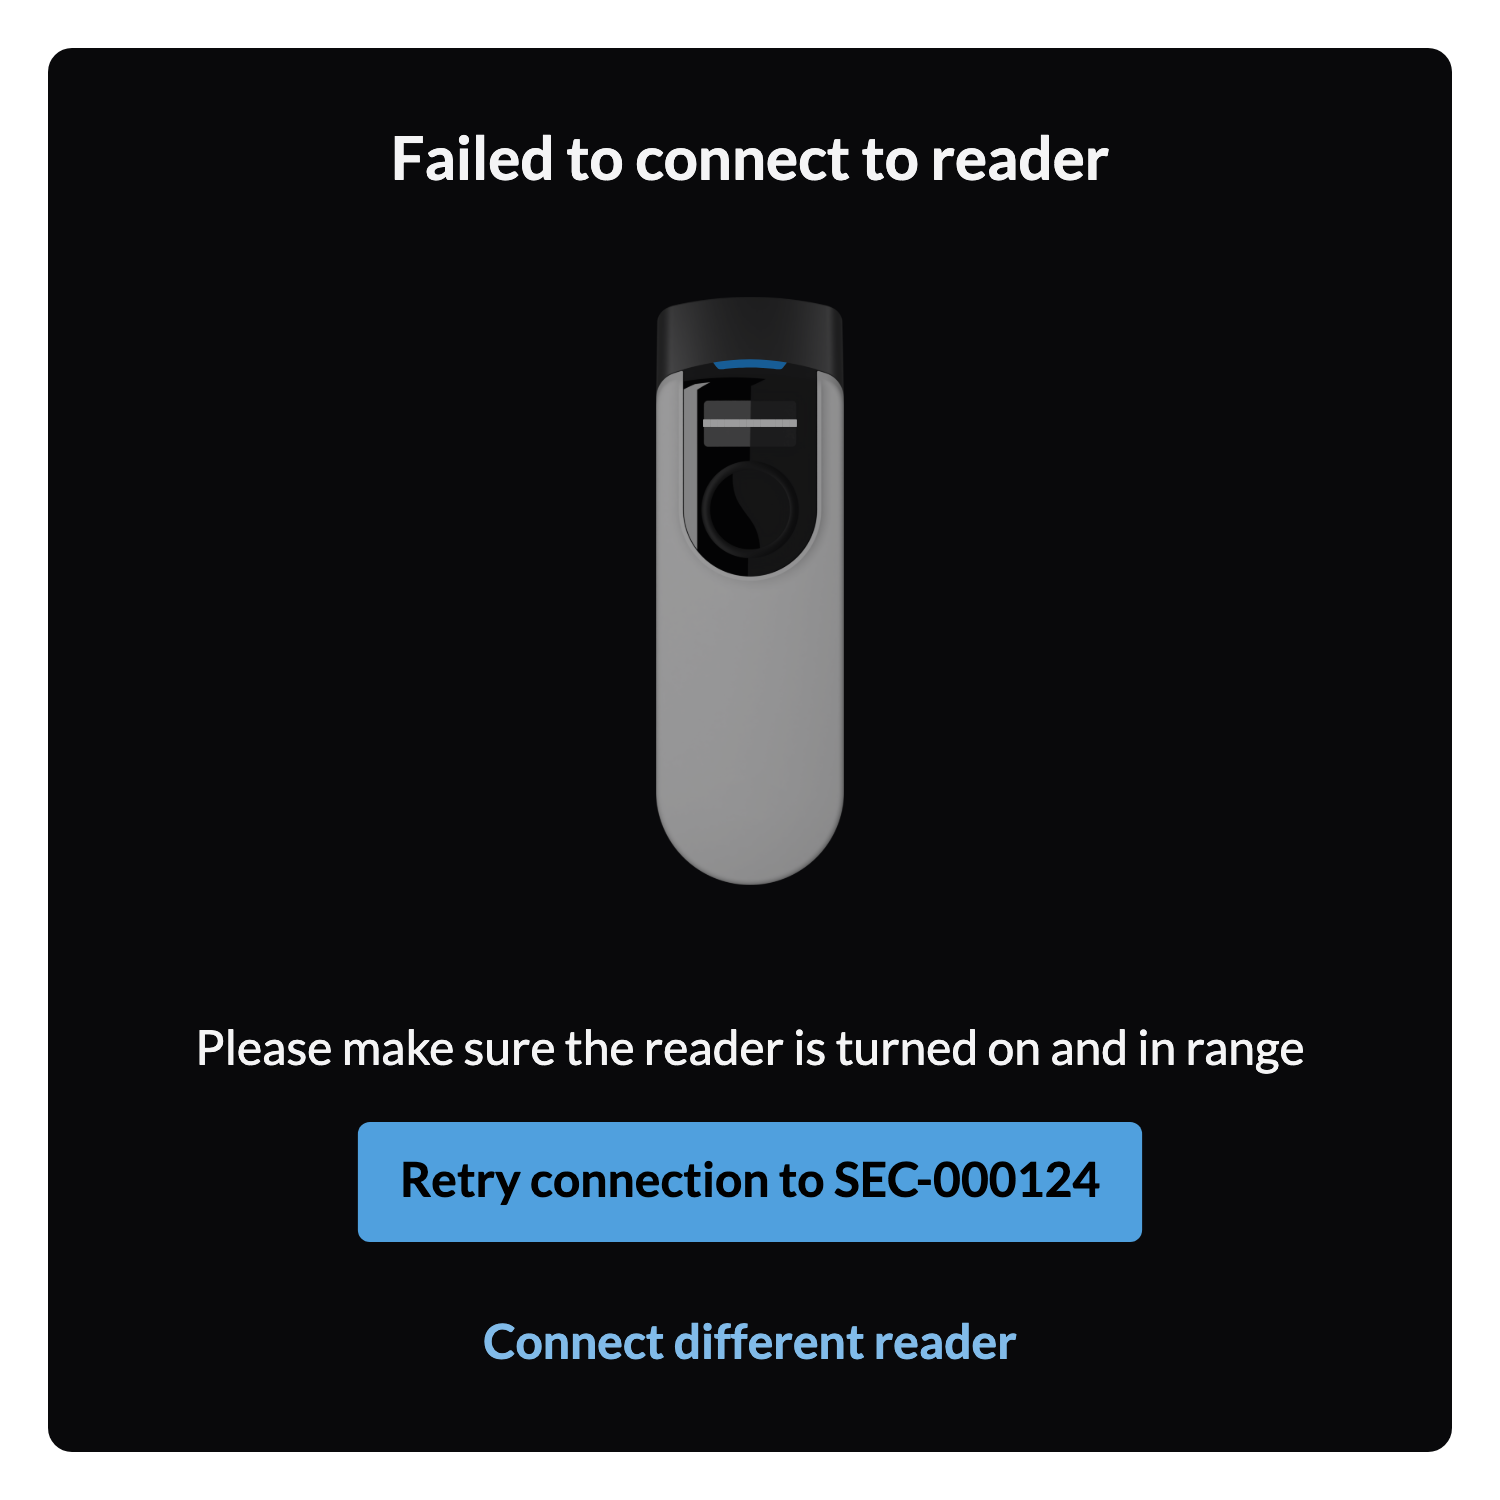 Failed to connect to reader
Please make sure the reader is turned on and in range
Retry connection to SEC-000124
Connect different reader